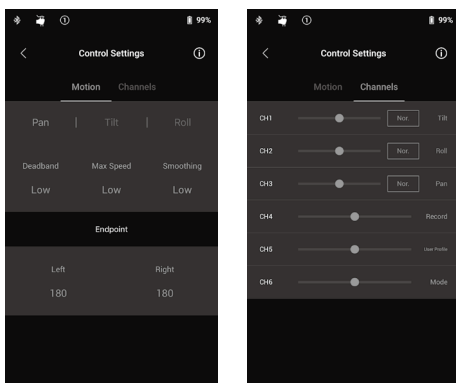 ① 99%
Control Settings
Motion Channels
Pan | Tilt | Roll
Deadband Max Speed Smoothing
Low Low Low
Endpoint
Left Right
180 180
① 99%
Control Settings
Motion Channels
CH1 Nor. Tilt
CH2 Nor. Roll
CH3 Nor. Pan
CH4 Record
CH5 User Profile
CH6 Mode